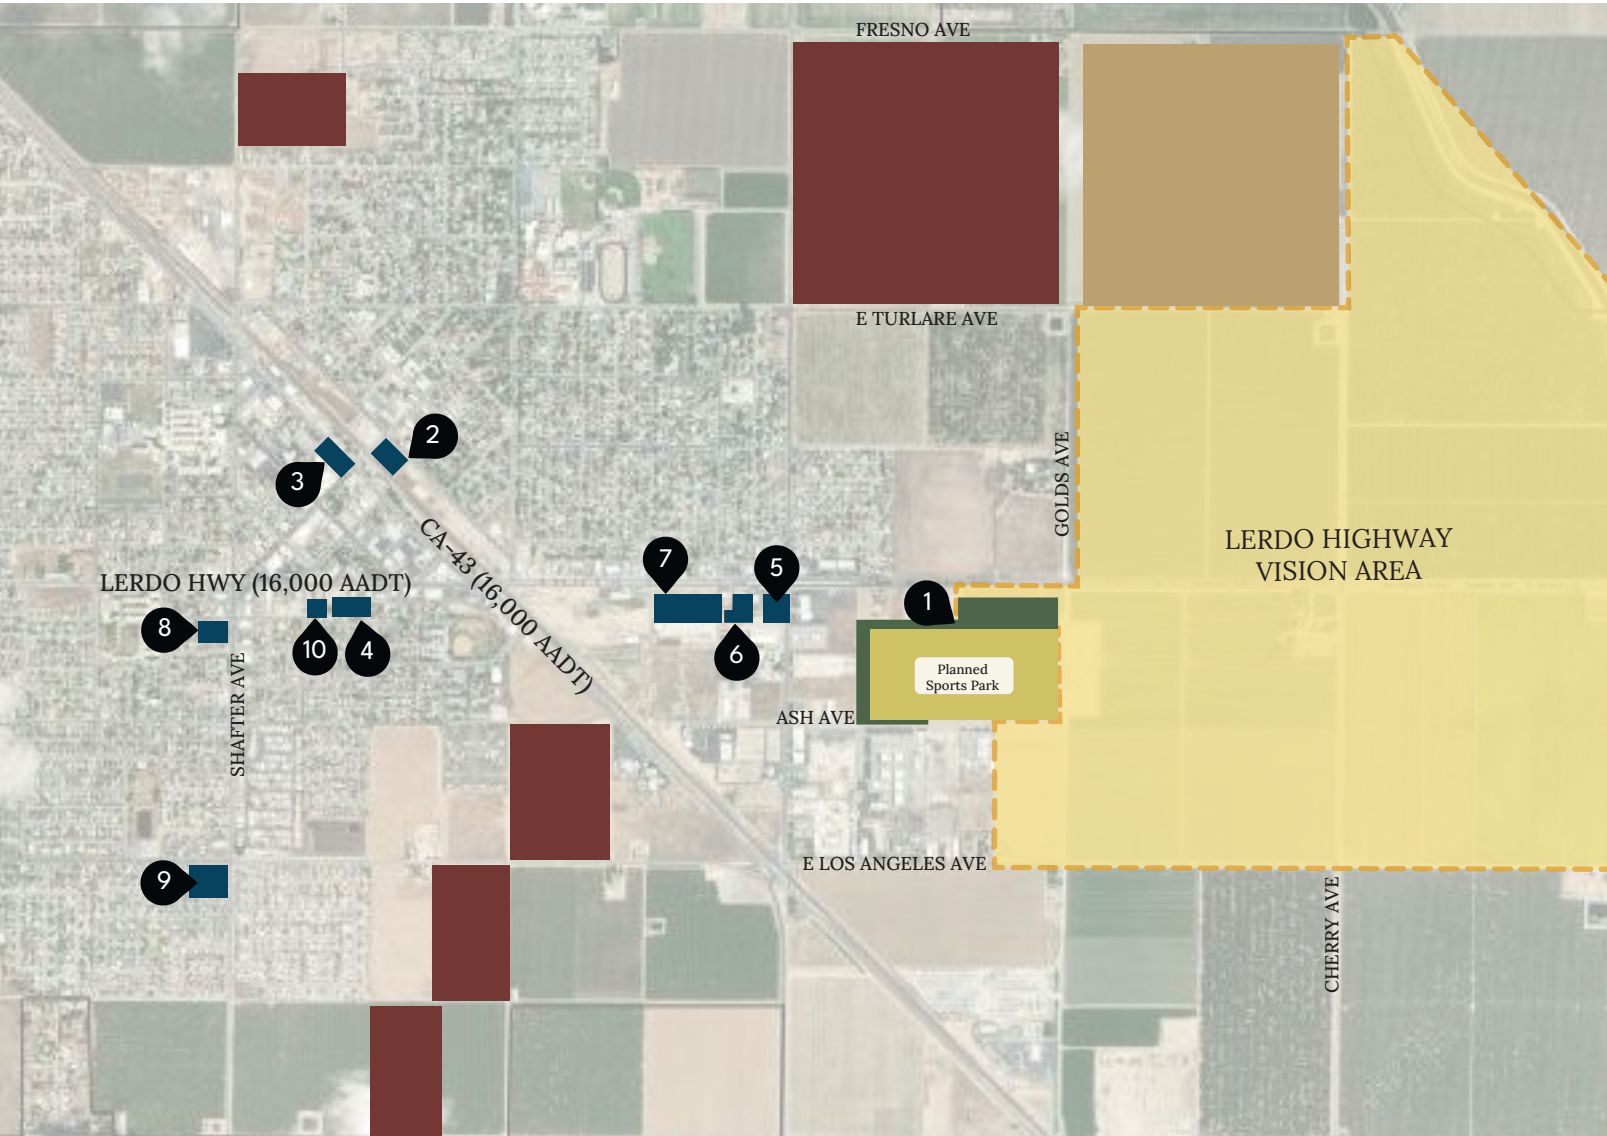 FRESNO AVE
E TURLARE AVE
2
3
GOLDS AVE
CA-43 (16,000 AADT)
LERDO HIGHWAY
VISION AREA
7
5
LERDO HWY (16,000 AADT)
1
8
10
4
6
Planned
Sports Park
SHAFTER AVE
ASH AVE
E LOS ANGELES AVE
9
CHERRY AVE